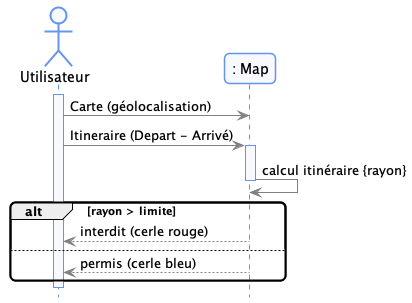 Utilisateur
: Map
Carte (géolocalisation)
Itineraire (Depart - Arrivé)
calcul itinéraire {rayon}
alt [rayon > limite]
interdit (cerle rouge)
permis (cerle bleu)